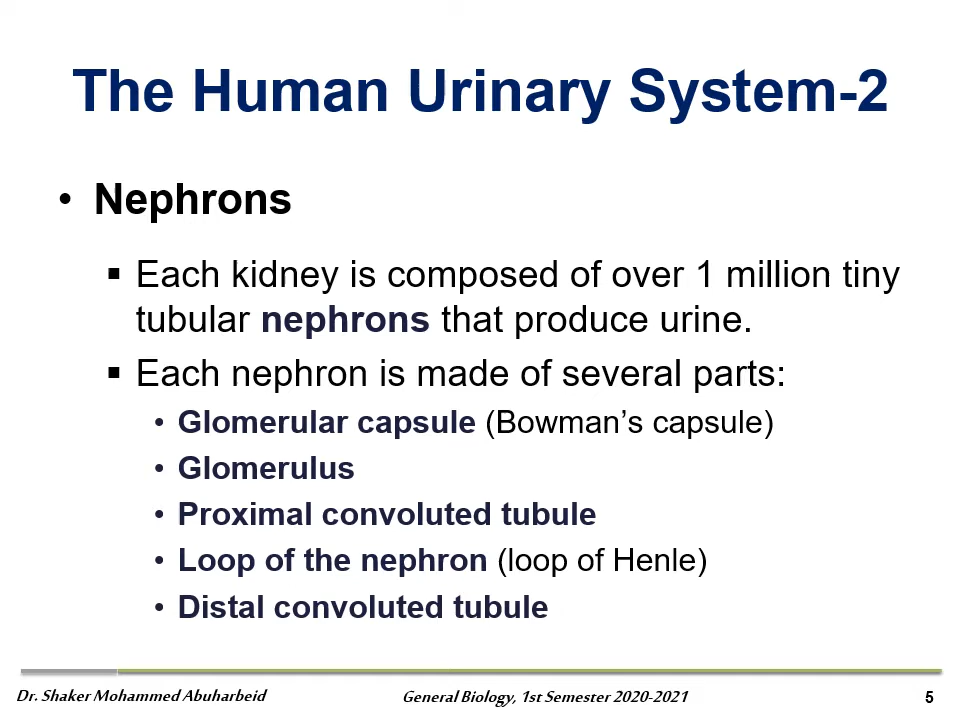 The Human Urinary System-2
• Nephrons
▪ Each kidney is composed of over 1 million tiny
tubular nephrons that produce urine.
▪ Each nephron is made of several parts:
• Glomerular capsule (Bowman’s capsule)
• Glomerulus
• Proximal convoluted tubule
• Loop of the nephron (loop of Henle)
• Distal convoluted tubule
Dr. Shaker Mohammed Abuharbeid General Biology, 1st Semester 2020-2021 5